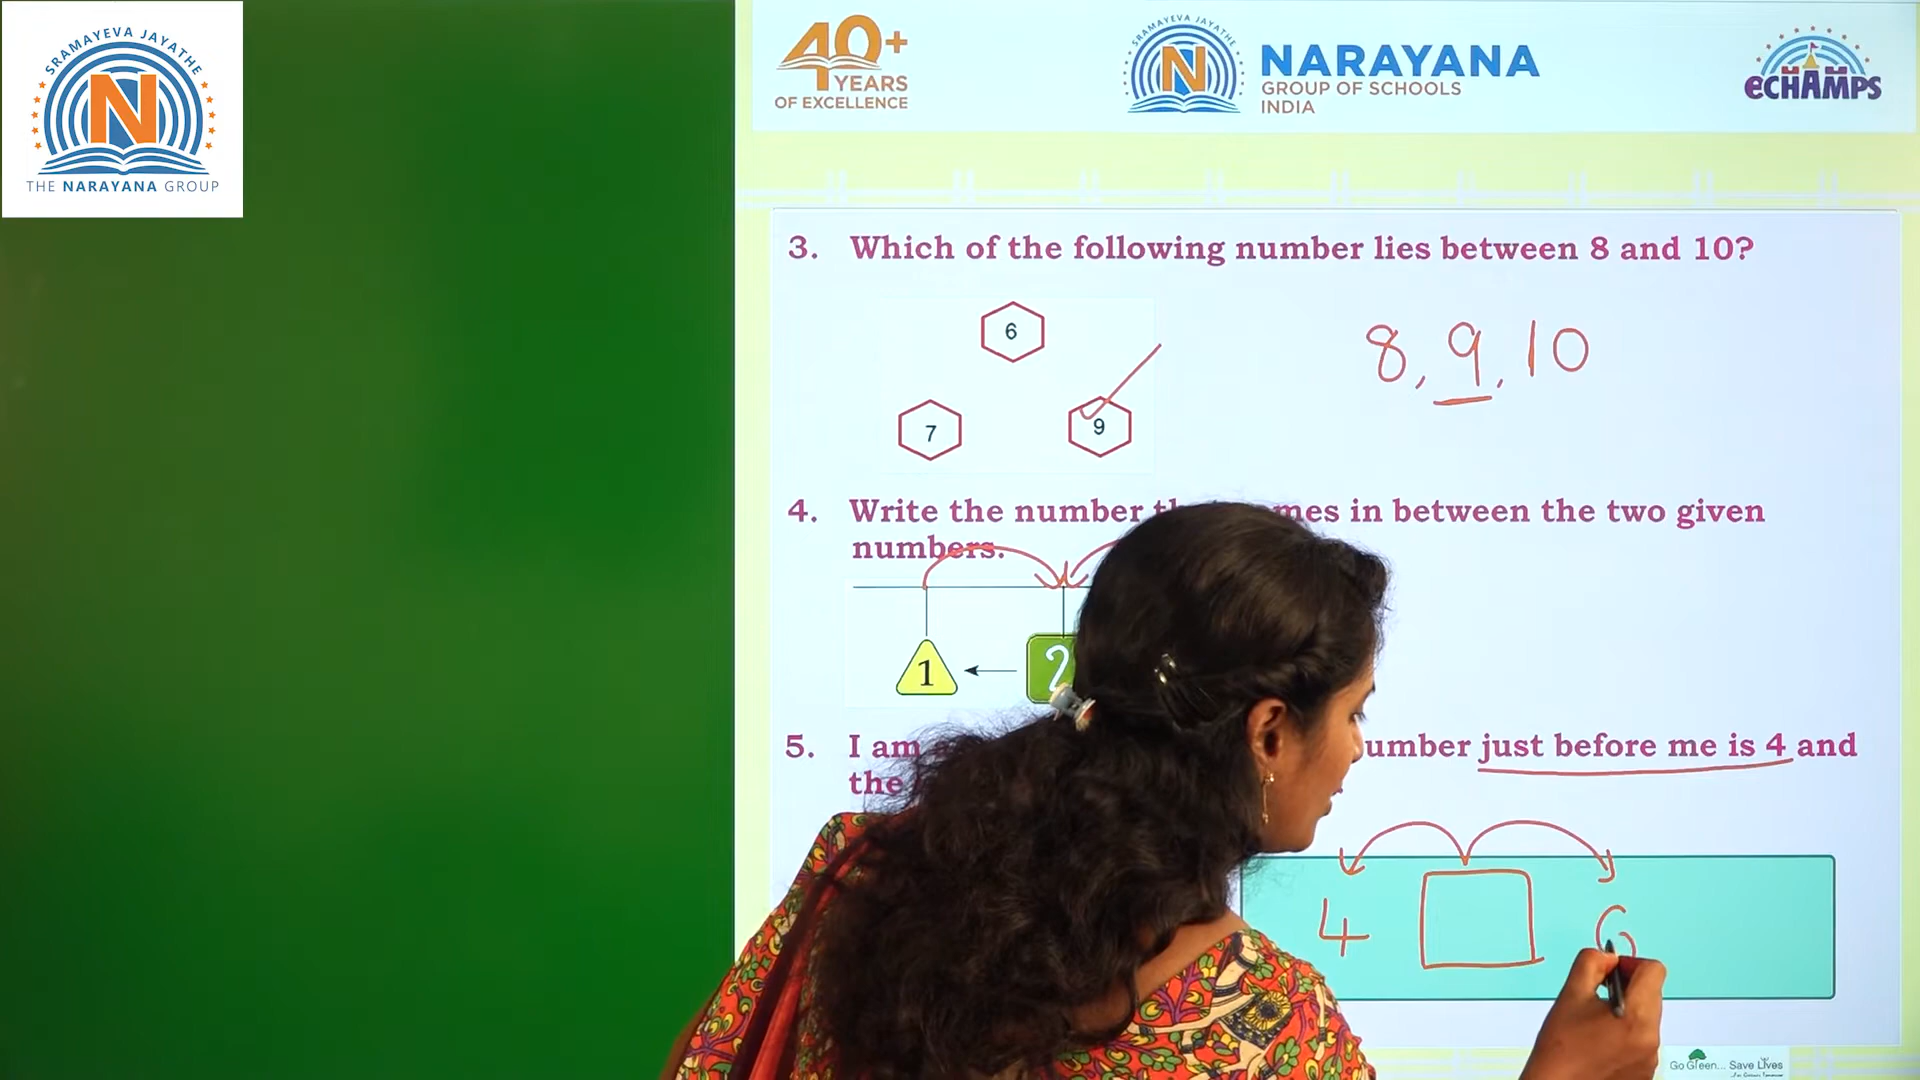 SRAMAYEVA JAYATHE
N
THE NARAYANA GROUP
40+
YEARS
OF EXCELLENCE
SRAMAYEVA JAYATHE
N
NARAYANA
GROUP OF SCHOOLS
INDIA
eCHAMPS
3. Which of the following number lies between 8 and 10?
6
7
9
8, 9, 10
4. Write the number mes in between the two given
numbers.
1
2
5. I am umber just before me is 4 and
the
4
6
Go Green... Save Lives